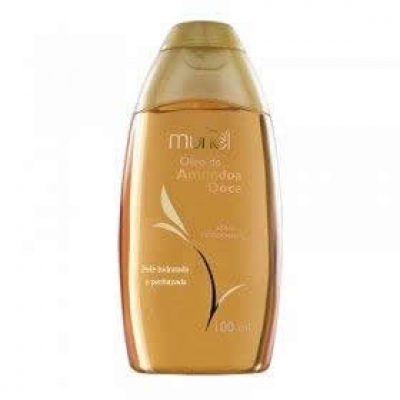 muriel
Óleo de
Amêndoa
Doce
Pele hidratada
e perfumada
100 ml